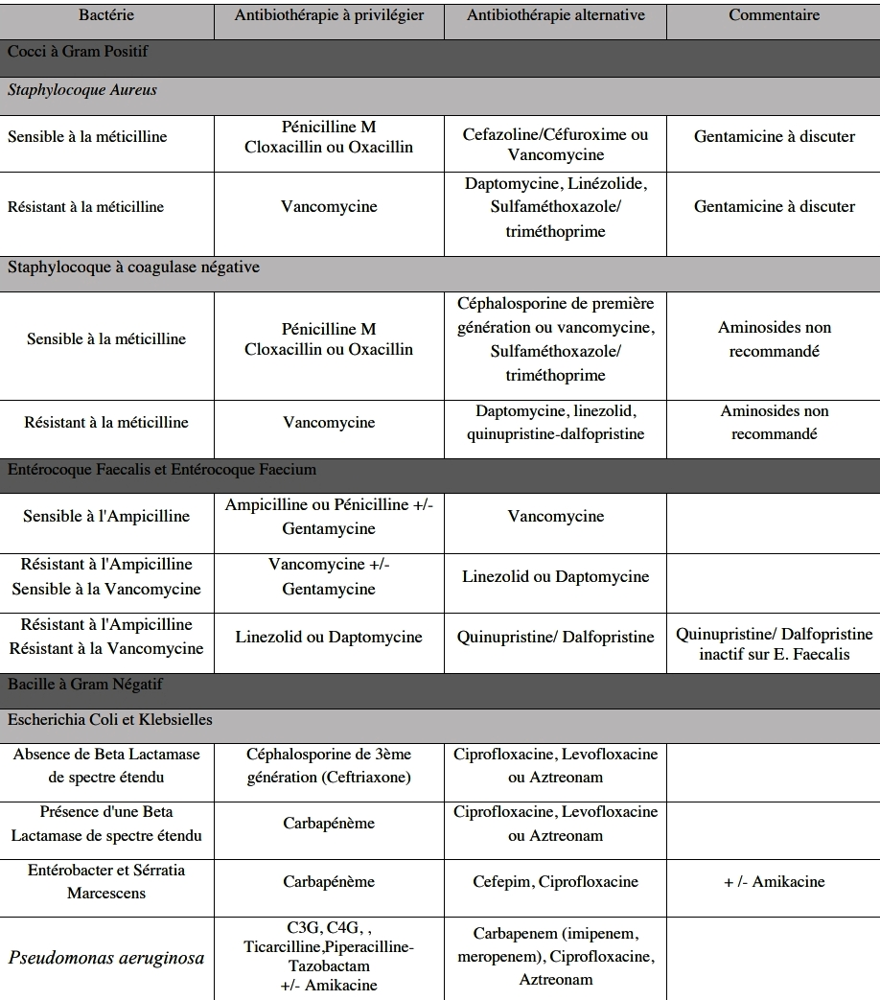 Bactérie
Antibiothérapie à privilégier
Antibiothérapie alternative
Commentaire
Cocci à Gram Positif
Staphylocoque Aureus
Sensible à la méticilline
Pénicilline M
Cloxacillin ou Oxacillin
Cefazoline/Céfuroxime ou
Vancomycine
Gentamicine à discuter
Résistant à la méticilline
Vancomycine
Daptomycine, Linézolide,
Sulfaméthoxazole/
triméthoprime
Gentamicine à discuter
Staphylocoque à coagulase négative
Sensible à la méticilline
Pénicilline M
Cloxacillin ou Oxacillin
Céphalosporine de première
génération ou vancomycine,
Sulfaméthoxazole/
triméthoprime
Aminosides non
recommandé
Résistant à la méticilline
Vancomycine
Daptomycine, linezolid,
quinupristine-dalfopristine
Aminosides non
recommandé
Entérocoque Faecalis et Entérocoque Faecium
Sensible à l'Ampicilline
Ampicilline ou Pénicilline +/-
Gentamycine
Vancomycine
Résistant à l'Ampicilline
Sensible à la Vancomycine
Vancomycine +/-
Gentamycine
Linezolid ou Daptomycine
Résistant à l'Ampicilline
Résistant à la Vancomycine
Linezolid ou Daptomycine
Quinupristine/ Dalfopristine
Quinupristine/ Dalfopristine
inactif sur E. Faecalis
Bacille à Gram Négatif
Escherichia Coli et Klebsielles
Absence de Beta Lactamase
de spectre étendu
Céphalosporine de 3ème
génération (Ceftriaxone)
Ciprofloxacine, Levofloxacine
ou Aztreonam
Présence d'une Beta
Lactamase de spectre étendu
Carbapénème
Ciprofloxacine, Levofloxacine
ou Aztreonam
Entérobacter et Sérratia
Marcescens
Carbapénème
Cefepim, Ciprofloxacine
+ /- Amikacine
Pseudomonas aeruginosa
C3G, C4G, ,
Ticarcilline,Piperacilline-
Tazobactam
+/- Amikacine
Carbapenem (imipenem,
meropenem), Ciprofloxacine,
Aztreonam